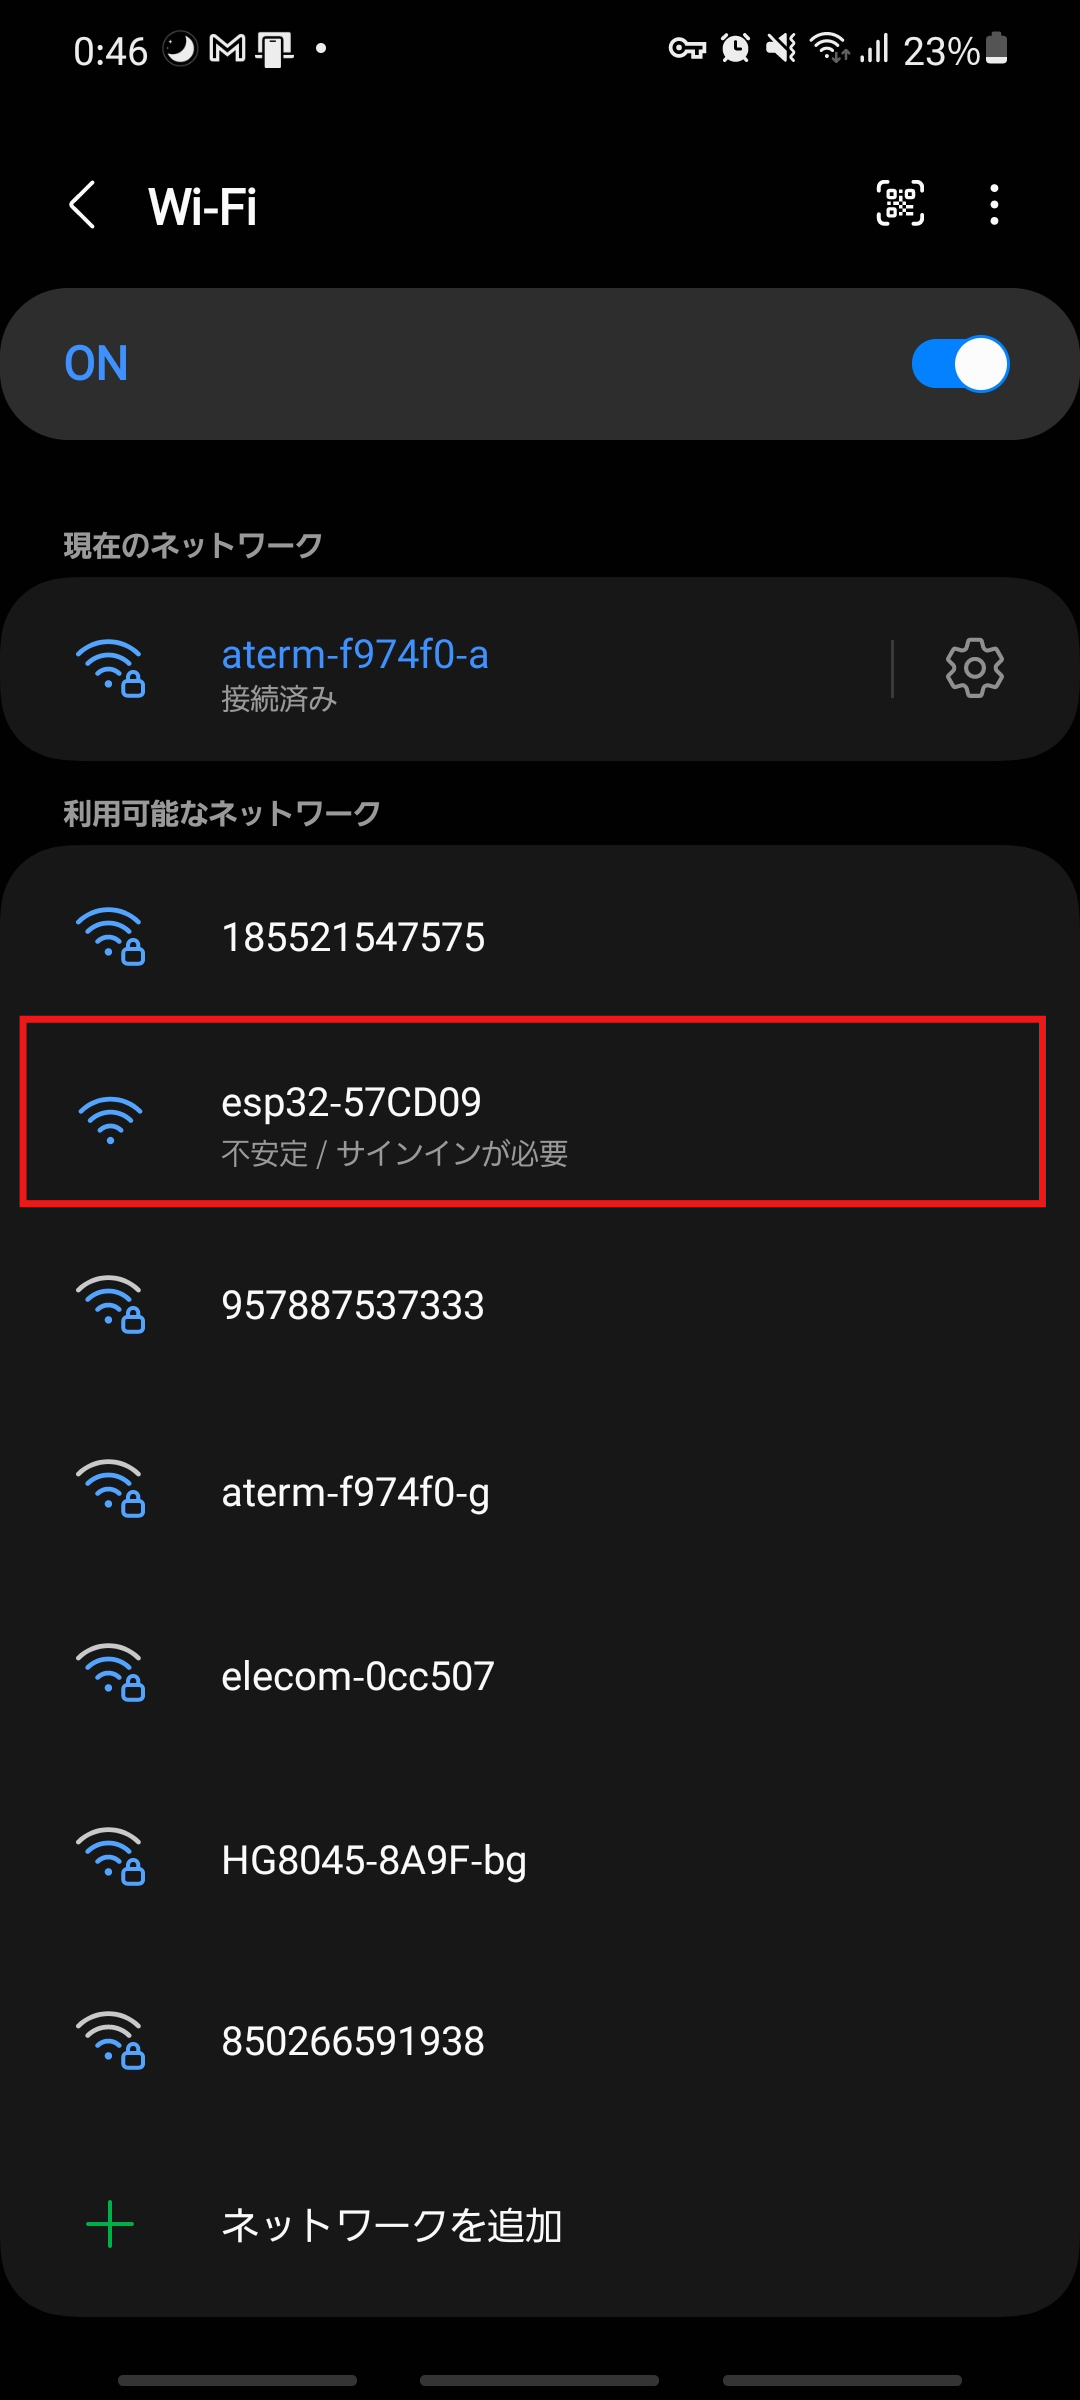 0:46
23%
Wi-Fi
ON
現在のネットワーク
aterm-f974f0-a
接続済み
利用可能なネットワーク
185521547575
esp32-57CD09
不安定 / サインインが必要
957887537333
aterm-f974f0-g
elecom-0cc507
HG8045-8A9F-bg
850266591938
ネットワークを追加